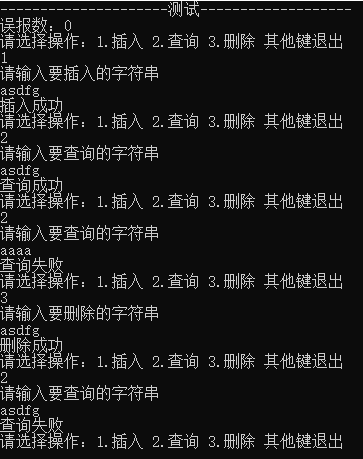 -------------------测试-----------------
误报数：0
请选择操作：1.插入 2.查询 3.删除 其他键退出
1
请输入要插入的字符串
asdfg
插入成功
请选择操作：1.插入 2.查询 3.删除 其他键退出
2
请输入要查询的字符串
asdfg
查询成功
请选择操作：1.插入 2.查询 3.删除 其他键退出
2
请输入要查询的字符串
aaaa
查询失败
请选择操作：1.插入 2.查询 3.删除 其他键退出
3
请输入要删除的字符串
asdfg
删除成功
请选择操作：1.插入 2.查询 3.删除 其他键退出
2
请输入要查询的字符串
asdfg
查询失败
请选择操作：1.插入 2.查询 3.删除 其他键退出